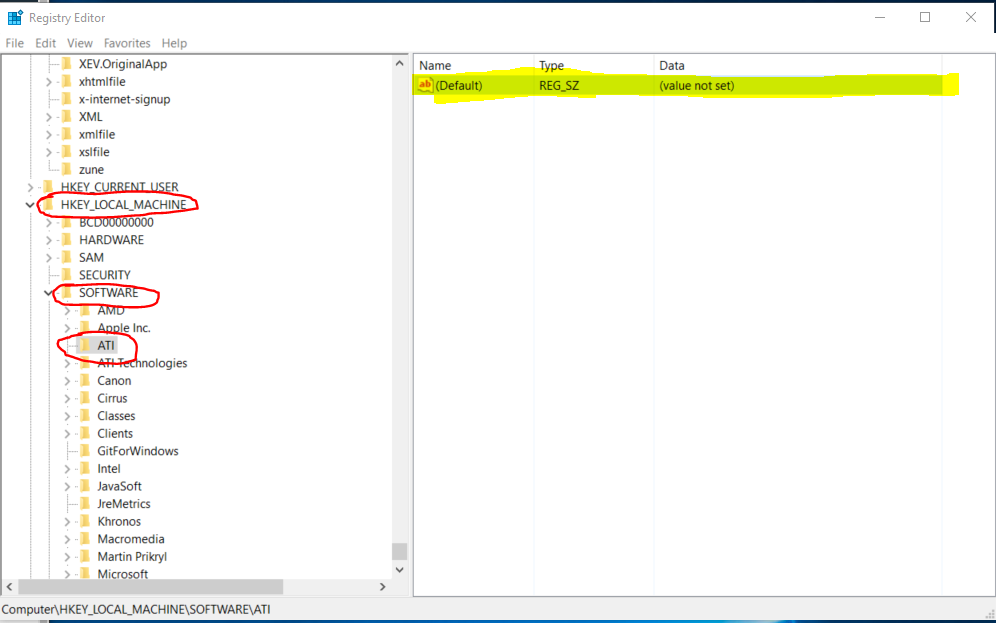 Registry Editor
File Edit View Favorites Help
XEV.OriginalApp
xhtmlfile
x-internet-signup
XML
xmlfile
xslfile
zune
HKEY_CURRENT_USER
HKEY_LOCAL_MACHINE
BCD00000000
HARDWARE
SAM
SECURITY
SOFTWARE
AMD
Apple Inc.
ATI
ATI Technologies
Canon
Cirrus
Classes
Clients
GitForWindows
Intel
JavaSoft
JreMetrics
Khronos
Macromedia
Martin Prikryl
Microsoft
Name Type Data
ab (Default) REG_SZ (value not set)
Computer\HKEY_LOCAL_MACHINE\SOFTWARE\ATI